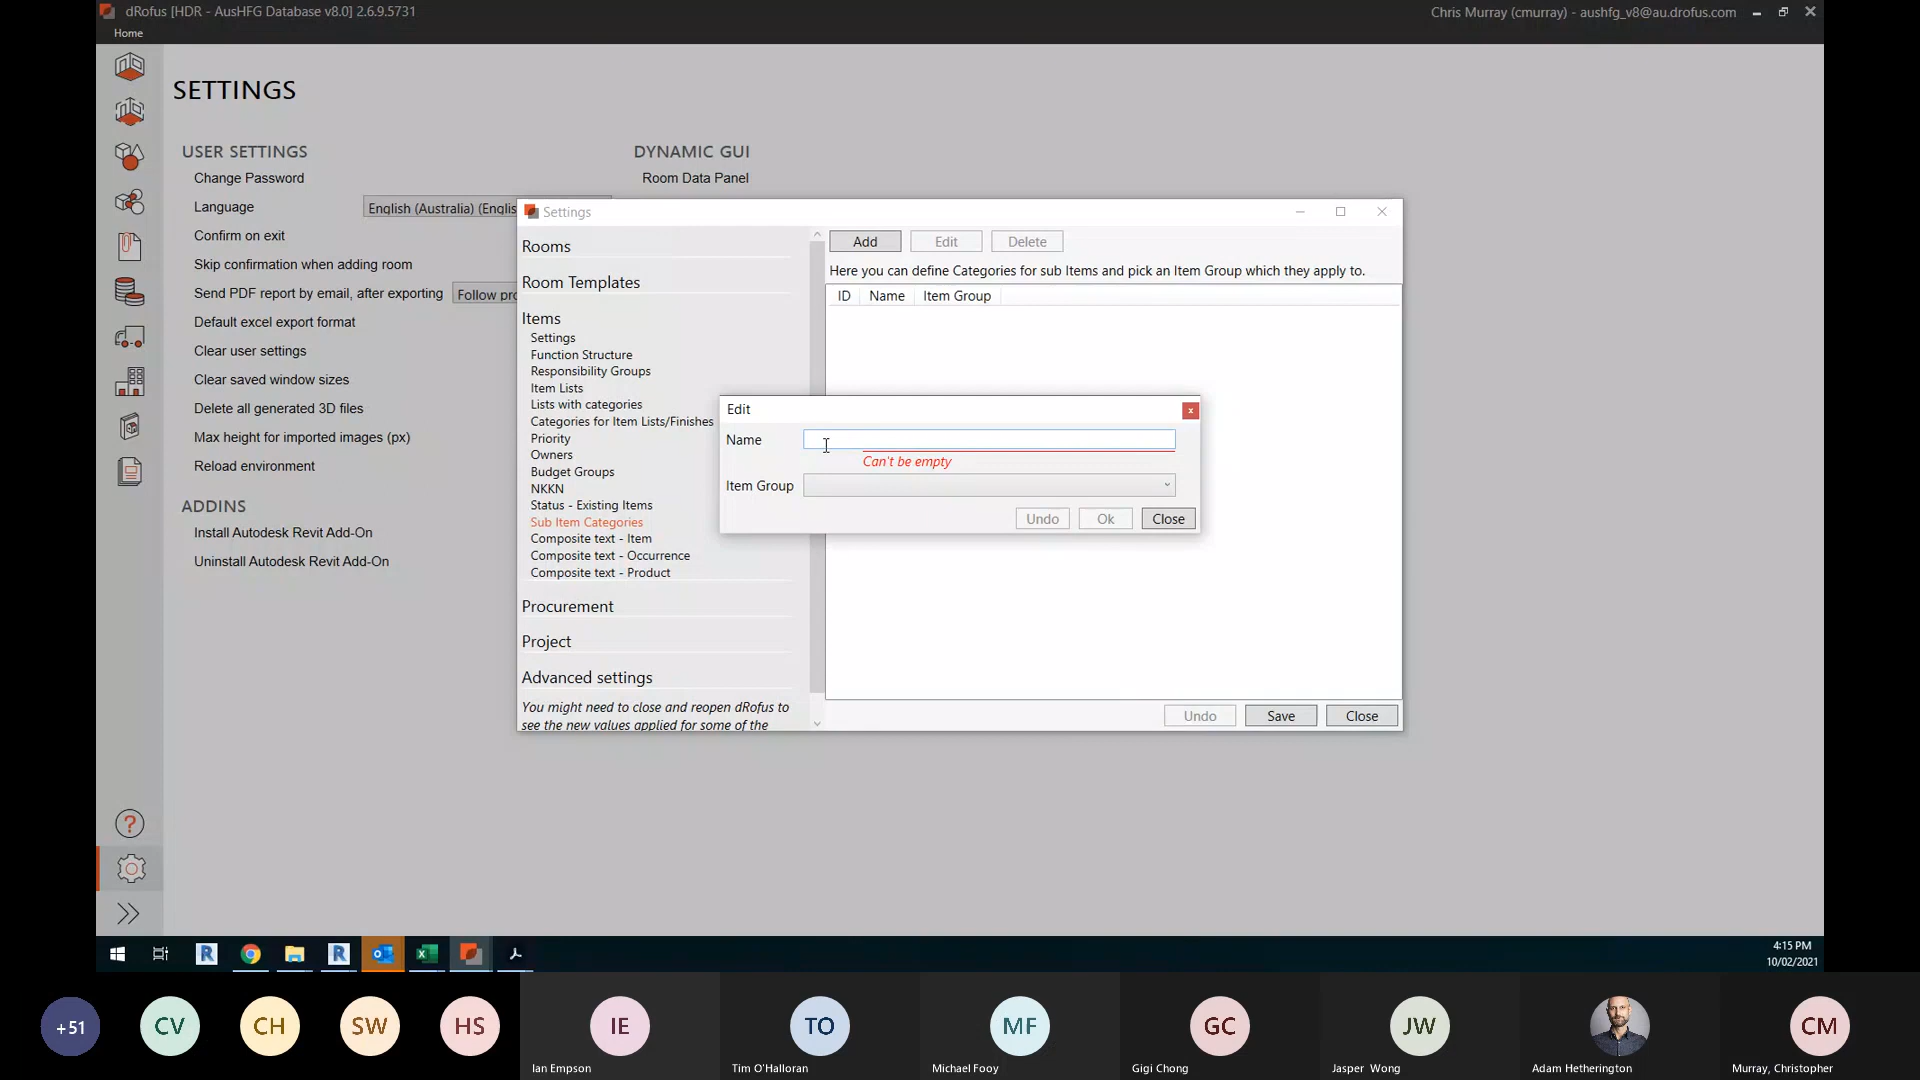 dRofus [HDR - AusHFG Database v8.0] 2.6.9.5731
Chris Murray (cmurray) - aushfg_v8@au.drofus.com
Home
SETTINGS
USER SETTINGS
DYNAMIC GUI
Change Password
Room Data Panel
Language
English (Australia) (Englis
Confirm on exit
Skip confirmation when adding room
Send PDF report by email, after exporting
Follow pro
Default excel export format
Clear user settings
Clear saved window sizes
Delete all generated 3D files
Max height for imported images (px)
Reload environment
ADDINS
Install Autodesk Revit Add-On
Uninstall Autodesk Revit Add-On
Settings
Rooms
Room Templates
Items
Settings
Function Structure
Responsibility Groups
Item Lists
Lists with categories
Categories for Item Lists/Finishes
Priority
Owners
Budget Groups
NKKN
Status - Existing Items
Sub Item Categories
Composite text - Item
Composite text - Occurrence
Composite text - Product
Procurement
Project
Advanced settings
You might need to close and reopen dRofus to
see the new values applied for some of the
Add
Edit
Delete
Here you can define Categories for sub Items and pick an Item Group which they apply to.
ID
Name
Item Group
Edit
Name
Can't be empty
Item Group
Undo
Ok
Close
Undo
Save
Close
4:15 PM
10/02/2021
+51
CV
CH
SW
HS
IE
TO
MF
GC
JW
CM
Ian Empson
Tim O'Halloran
Michael Fooy
Gigi Chong
Jasper Wong
Adam Hetherington
Murray, Christopher